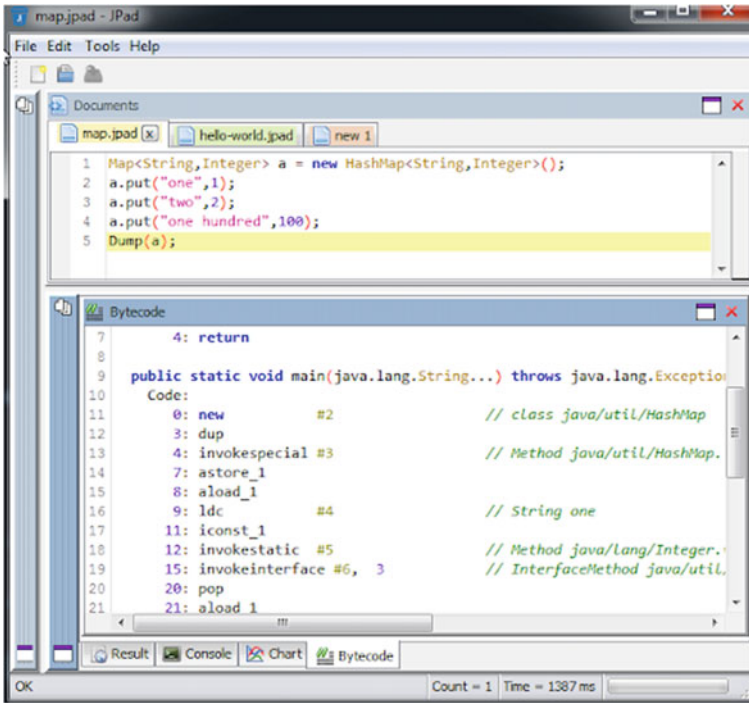 map.jpad - JPad
File Edit Tools Help
Documents
map.jpad hello-world.jpad new 1
1 Map<String,Integer> a = new HashMap<String,Integer>();
2 a.put("one",1);
3 a.put("two",2);
4 a.put("one hundred",100);
5 Dump(a);
Bytecode
7 4: return
8
9 public static void main(java.lang.String...) throws java.lang.Exception
10 Code:
11 0: new #2 // class java/util/HashMap
12 3: dup
13 4: invokespecial #3 // Method java/util/HashMap.
14 7: astore_1
15 8: aload_1
16 9: ldc #4 // String one
17 11: iconst_1
18 12: invokestatic #5 // Method java/lang/Integer.
19 15: invokeinterface #6, 3 // InterfaceMethod java/util
20 20: pop
21 21: aload_1
Result Console Chart Bytecode
OK Count = 1 Time = 1387 ms